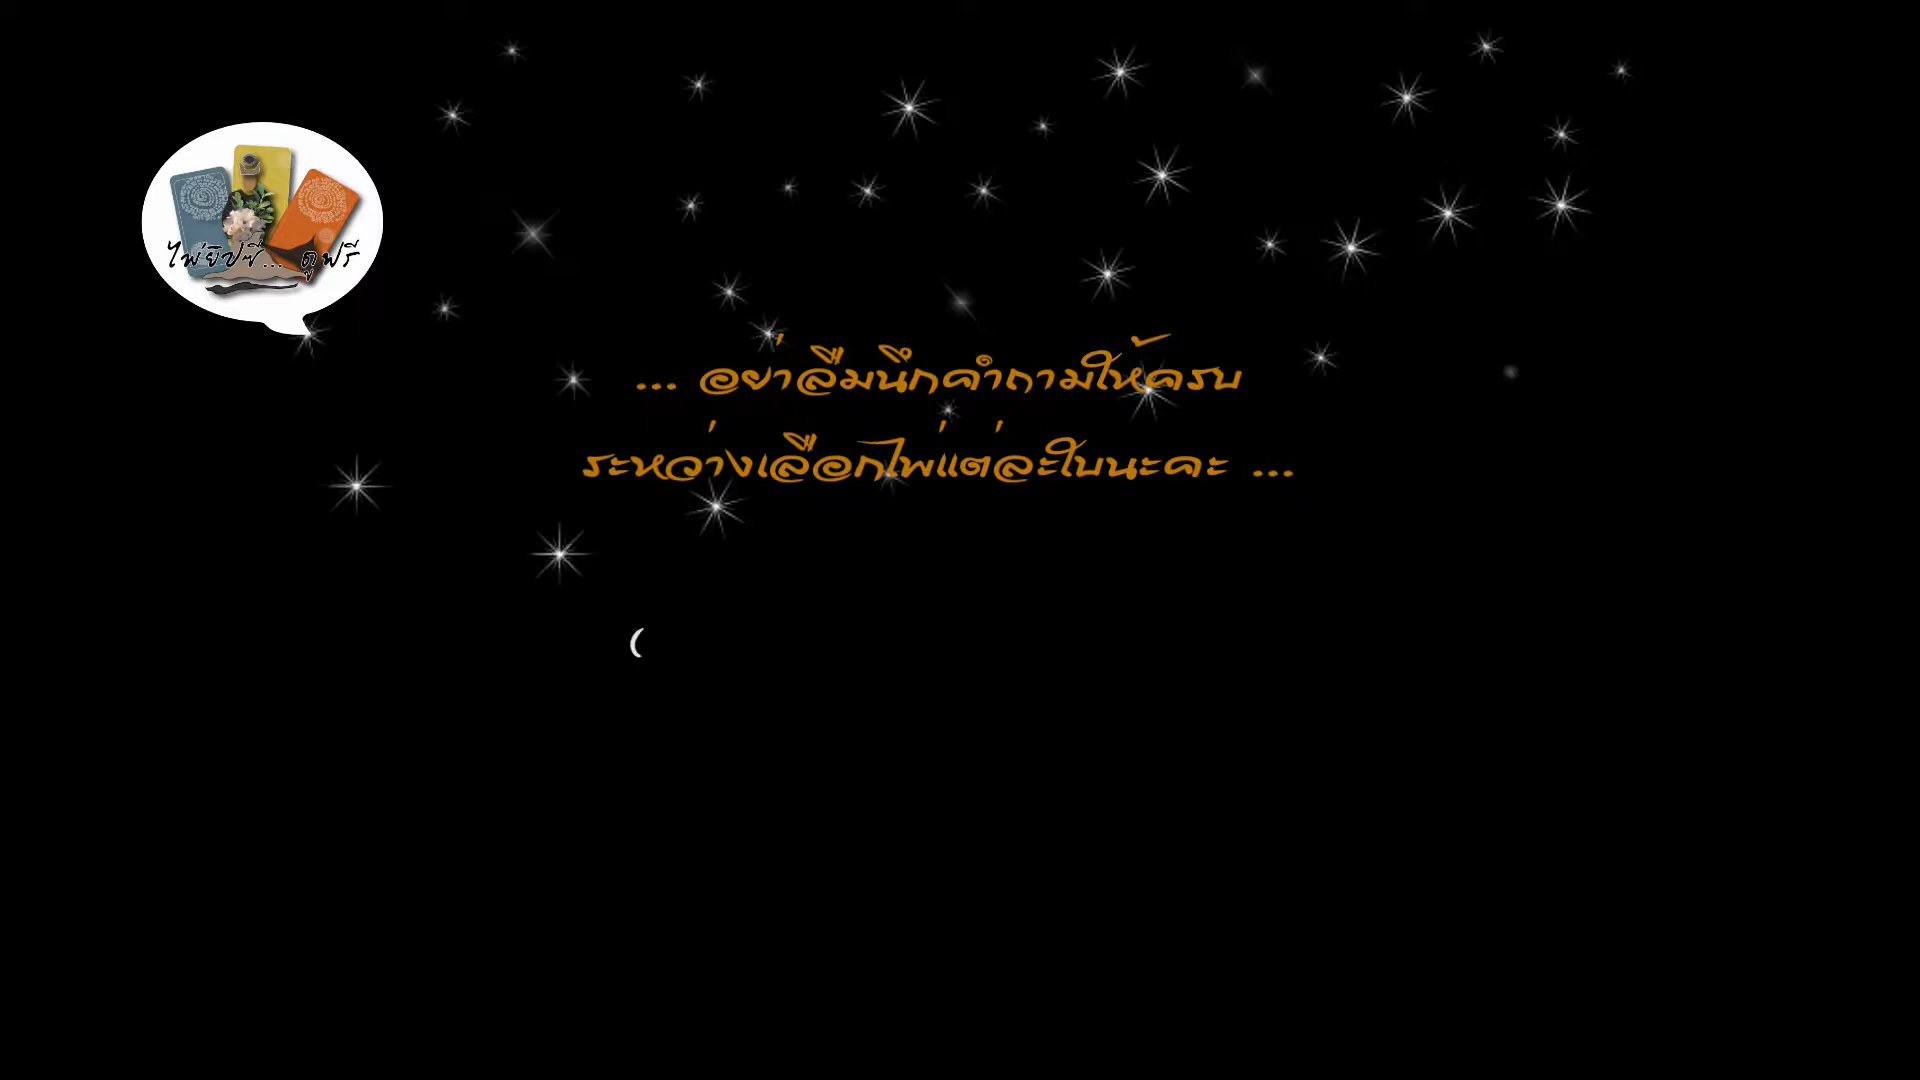 ไพ่ยิปซี... ดูฟรี
... อย่าลืมนึกคำถามให้ครบ
ระหว่างเลือกไพ่แต่ละใบนะคะ ...
(